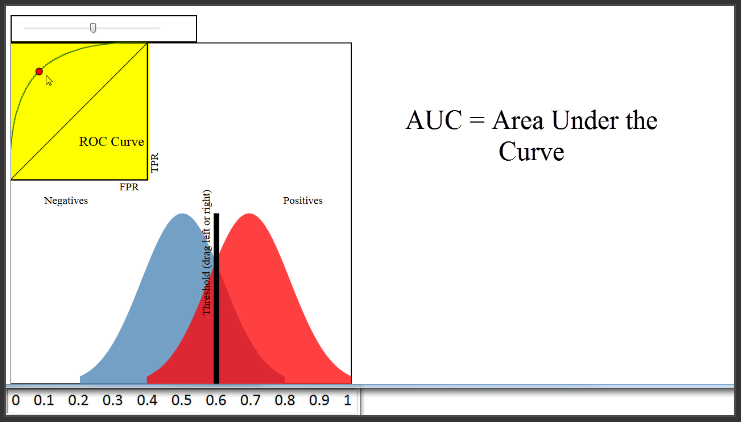 AUC = Area Under the
Curve
ROC Curve
TPR
FPR
Negatives
Positives
Threshold (drag left or right)
0 0.1 0.2 0.3 0.4 0.5 0.6 0.7 0.8 0.9 1